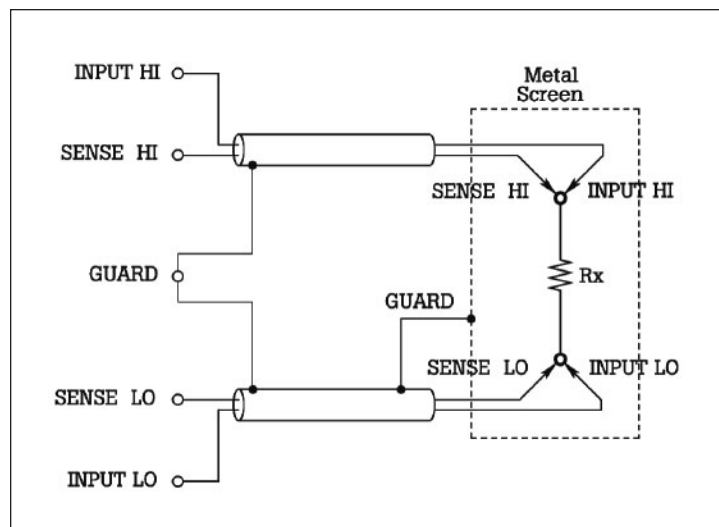 INPUT HI
Metal
Screen
SENSE HI
SENSE HI
INPUT HI
GUARD
Rx
GUARD
SENSE LO
INPUT LO
SENSE LO
INPUT LO